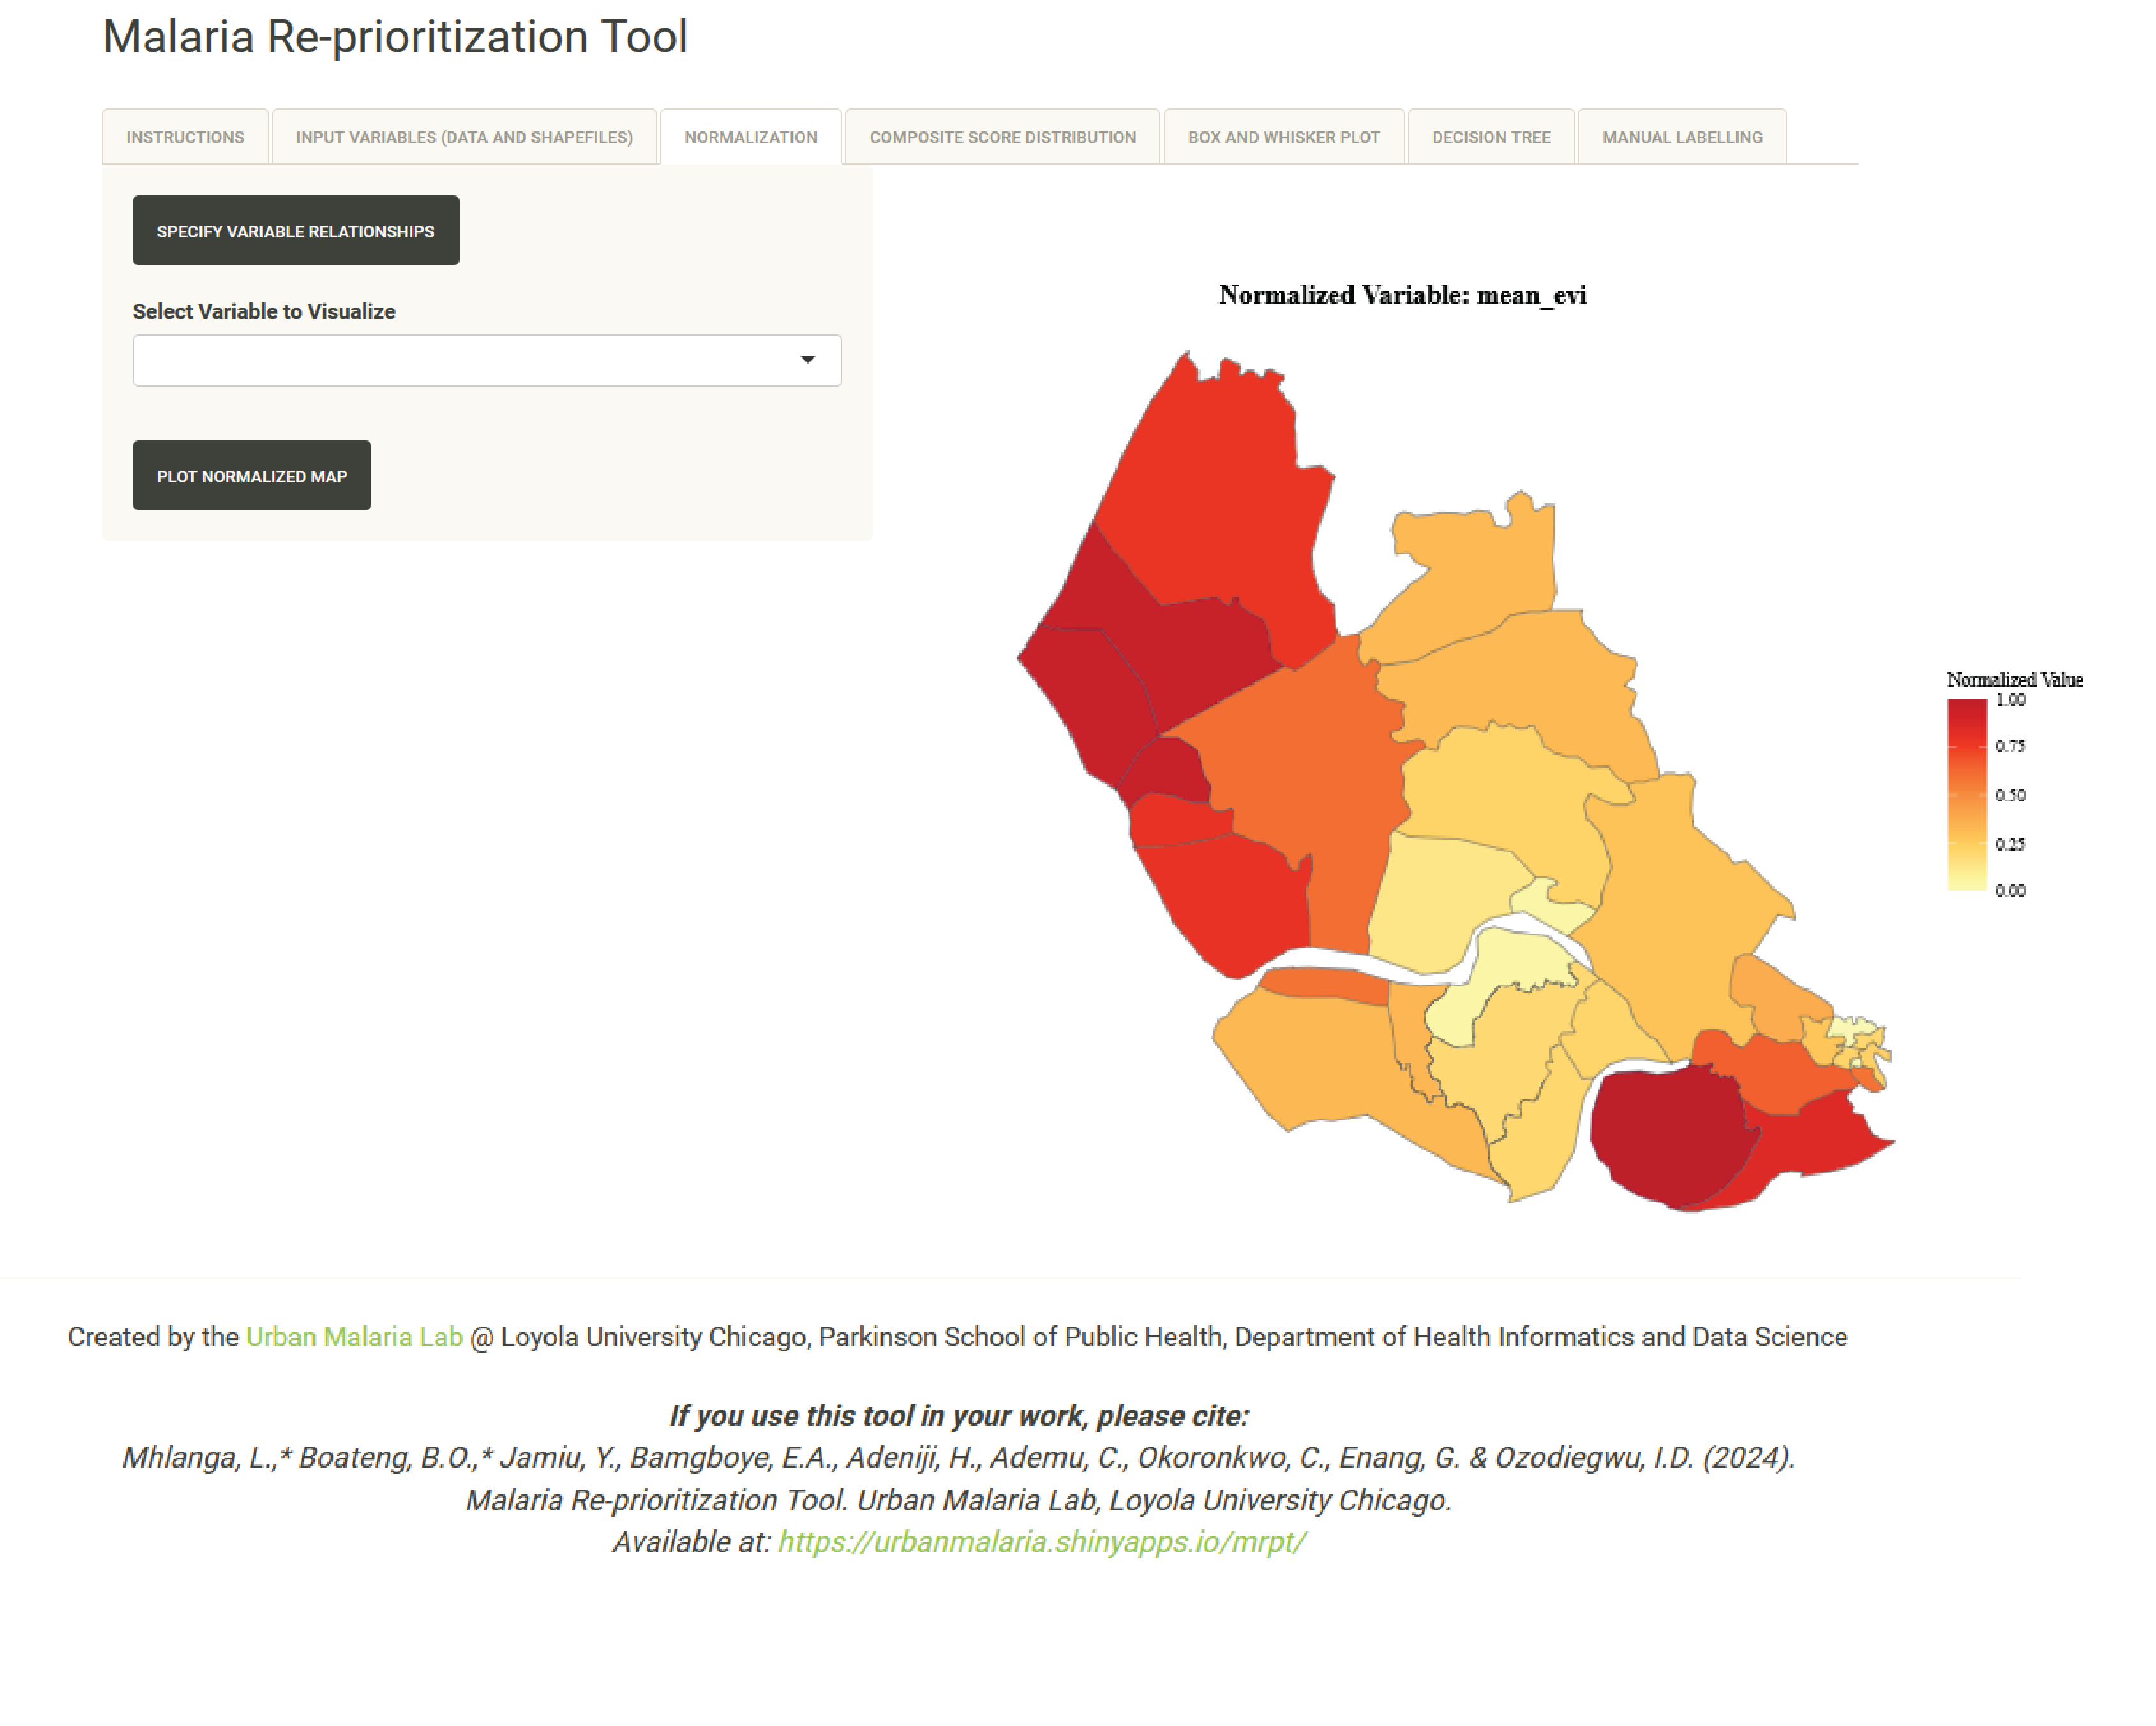 Malaria Re-prioritization Tool
INSTRUCTIONS
INPUT VARIABLES (DATA AND SHAPEFILES)
NORMALIZATION
COMPOSITE SCORE DISTRIBUTION
BOX AND WHISKER PLOT
DECISION TREE
MANUAL LABELLING
SPECIFY VARIABLE RELATIONSHIPS
Select Variable to Visualize
PLOT NORMALIZED MAP
Normalized Variable: mean_evi
Normalized Value
1.00
0.75
0.50
0.25
0.00
Created by the Urban Malaria Lab @ Loyola University Chicago, Parkinson School of Public Health, Department of Health Informatics and Data Science
If you use this tool in your work, please cite:
Mhlanga, L.,* Boateng, B.O.,* Jamiu, Y., Bamgboye, E.A., Adeniji, H., Ademu, C., Okoronkwo, C., Enang, G. & Ozodiegwu, I.D. (2024).
Malaria Re-prioritization Tool. Urban Malaria Lab, Loyola University Chicago.
Available at: https://urbanmalaria.shinyapps.io/mrpt/